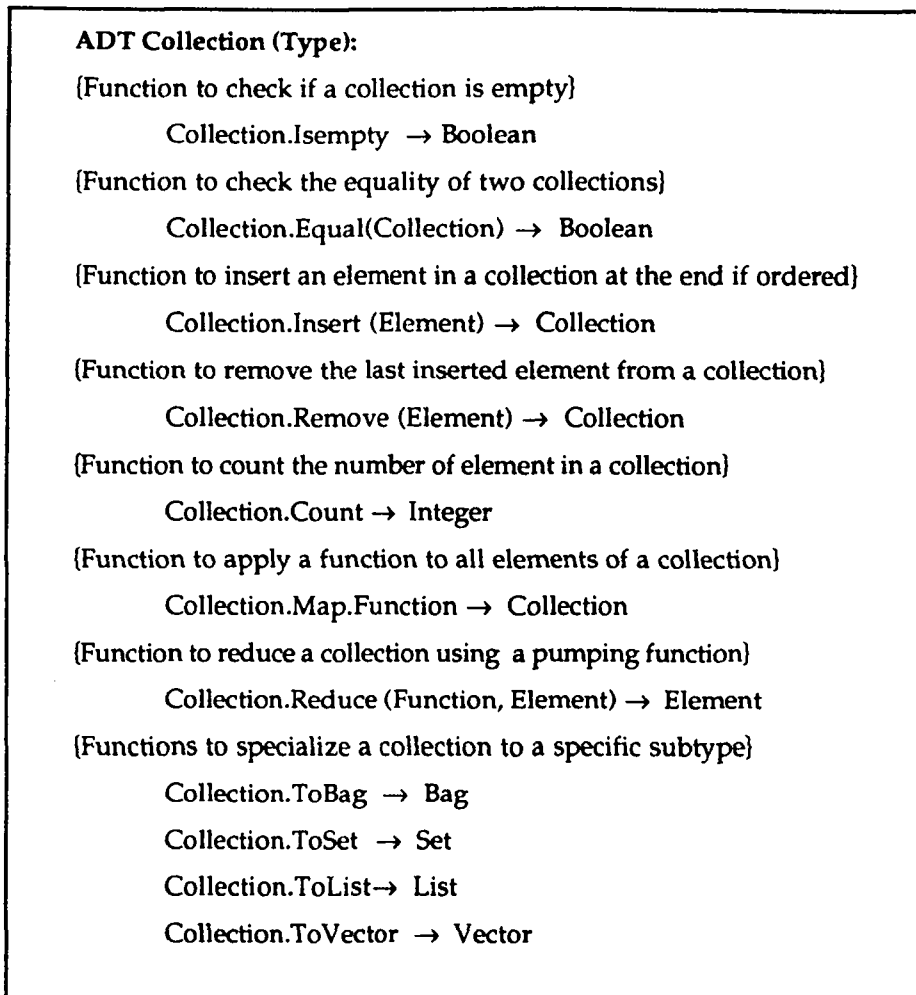 ADT Collection (Type):
{Function to check if a collection is empty}
Collection.Isempty → Boolean
{Function to check the equality of two collections}
Collection.Equal(Collection) → Boolean
{Function to insert an element in a collection at the end if ordered}
Collection.Insert (Element) → Collection
{Function to remove the last inserted element from a collection}
Collection.Remove (Element) → Collection
{Function to count the number of element in a collection}
Collection.Count → Integer
{Function to apply a function to all elements of a collection}
Collection.Map.Function → Collection
{Function to reduce a collection using a pumping function}
Collection.Reduce (Function, Element) → Element
{Functions to specialize a collection to a specific subtype}
Collection.ToBag → Bag
Collection.ToSet → Set
Collection.ToList→ List
Collection.ToVector → Vector